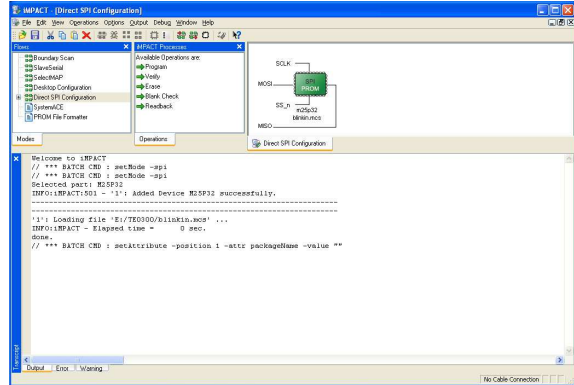 iMPACT - [Direct SPI Configuration]
File Edit View Operations Options Output Debug Window Help
Flows
Boundary Scan
SlaveSerial
SelectMAP
Desktop Configuration
Direct SPI Configuration
SystemACE
PROM File Formatter
Modes
iMPACT Processes
Available Operations are:
Program
Verify
Erase
Blank Check
Readback
Operations
SCLK
MOSI
SPI
PROM
SS_n
m25p32
blinkin.mcs
MISO
Direct SPI Configuration
Welcome to iMPACT
// *** BATCH CMD : setMode -spi
// *** BATCH CMD : setMode -spi
Selected part: M25P32
INFO:iMPACT:501 - '1': Added Device M25P32 successfully.
----------------------------------------------------------------------
----------------------------------------------------------------------
'1': Loading file 'E:/TE0300/blinkin.mcs' ...
INFO:iMPACT - Elapsed time =      0 sec.
done.
// *** BATCH CMD : setAttribute -position 1 -attr packageName -value ""
Transcript
Output Error Warning
No Cable Connection